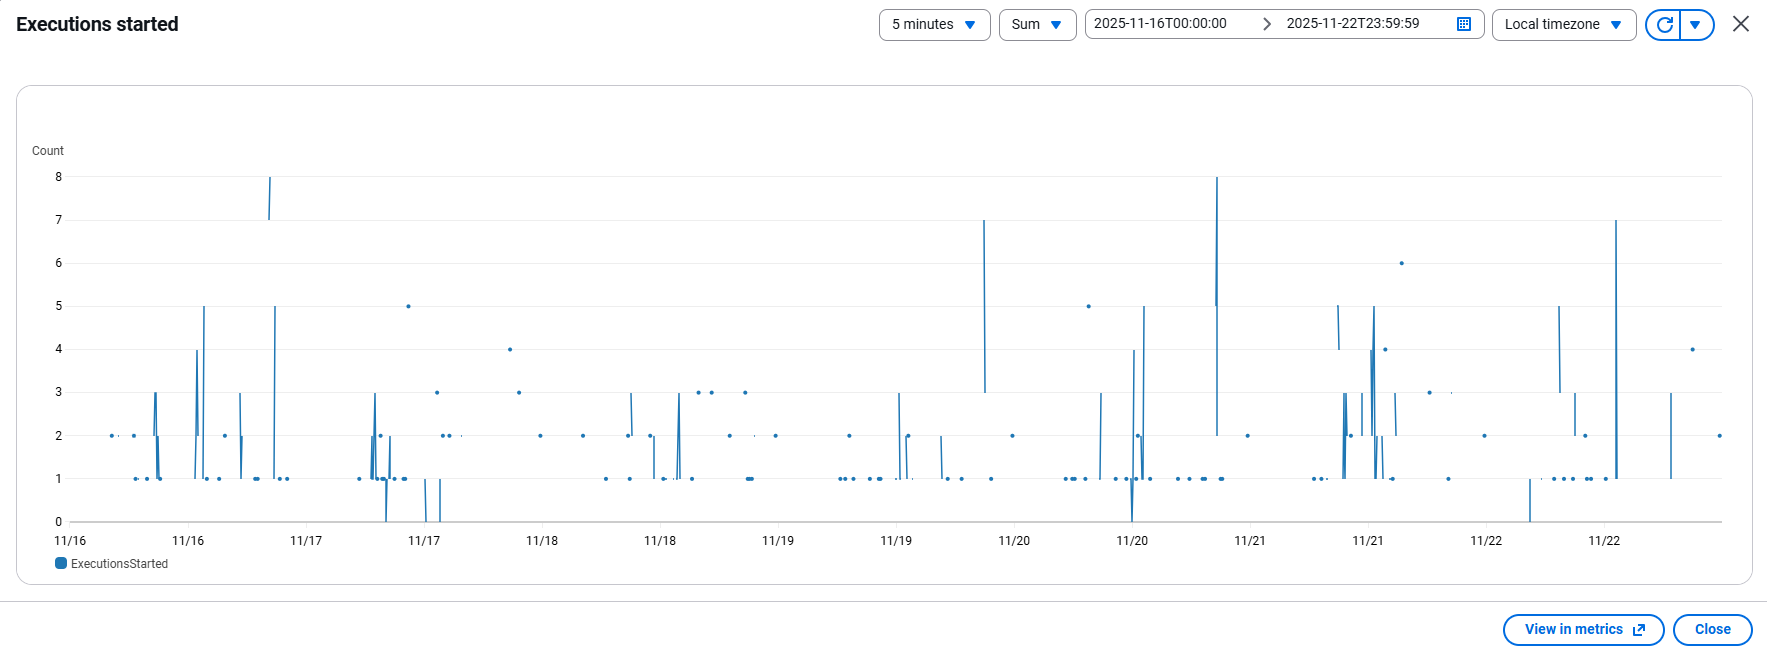 Executions started
5 minutes
Sum
2025-11-16T00:00:00
2025-11-22T23:59:59
Local timezone
Count
8
7
6
5
4
3
2
1
0
11/16 11/16 11/17 11/17 11/18 11/18 11/19 11/19 11/20 11/20 11/21 11/21 11/22 11/22
ExecutionsStarted
View in metrics
Close